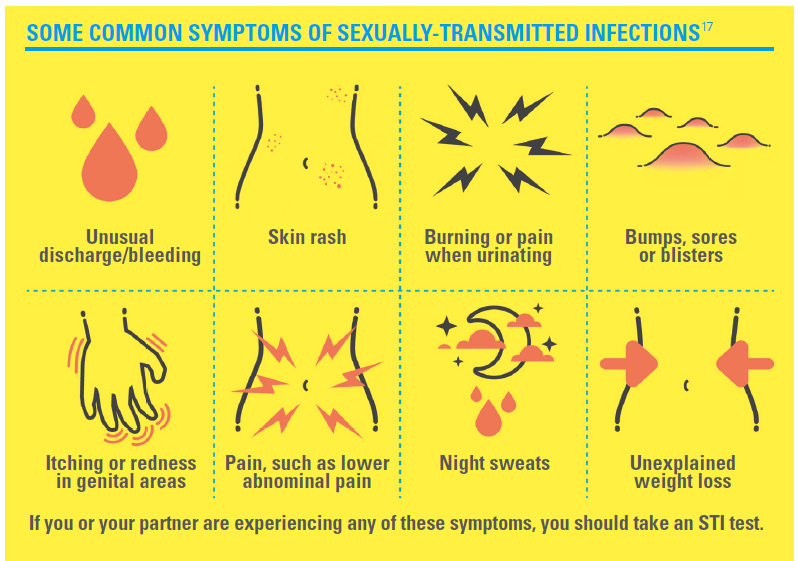 SOME COMMON SYMPTOMS OF SEXUALLY-TRANSMITTED INFECTIONS17
Unusual
discharge/bleeding
Skin rash
Burning or pain
when urinating
Bumps, sores
or blisters
Itching or redness
in genital areas
Pain, such as lower
abnominal pain
Night sweats
Unexplained
weight loss
If you or your partner are experiencing any of these symptoms, you should take an STI test.